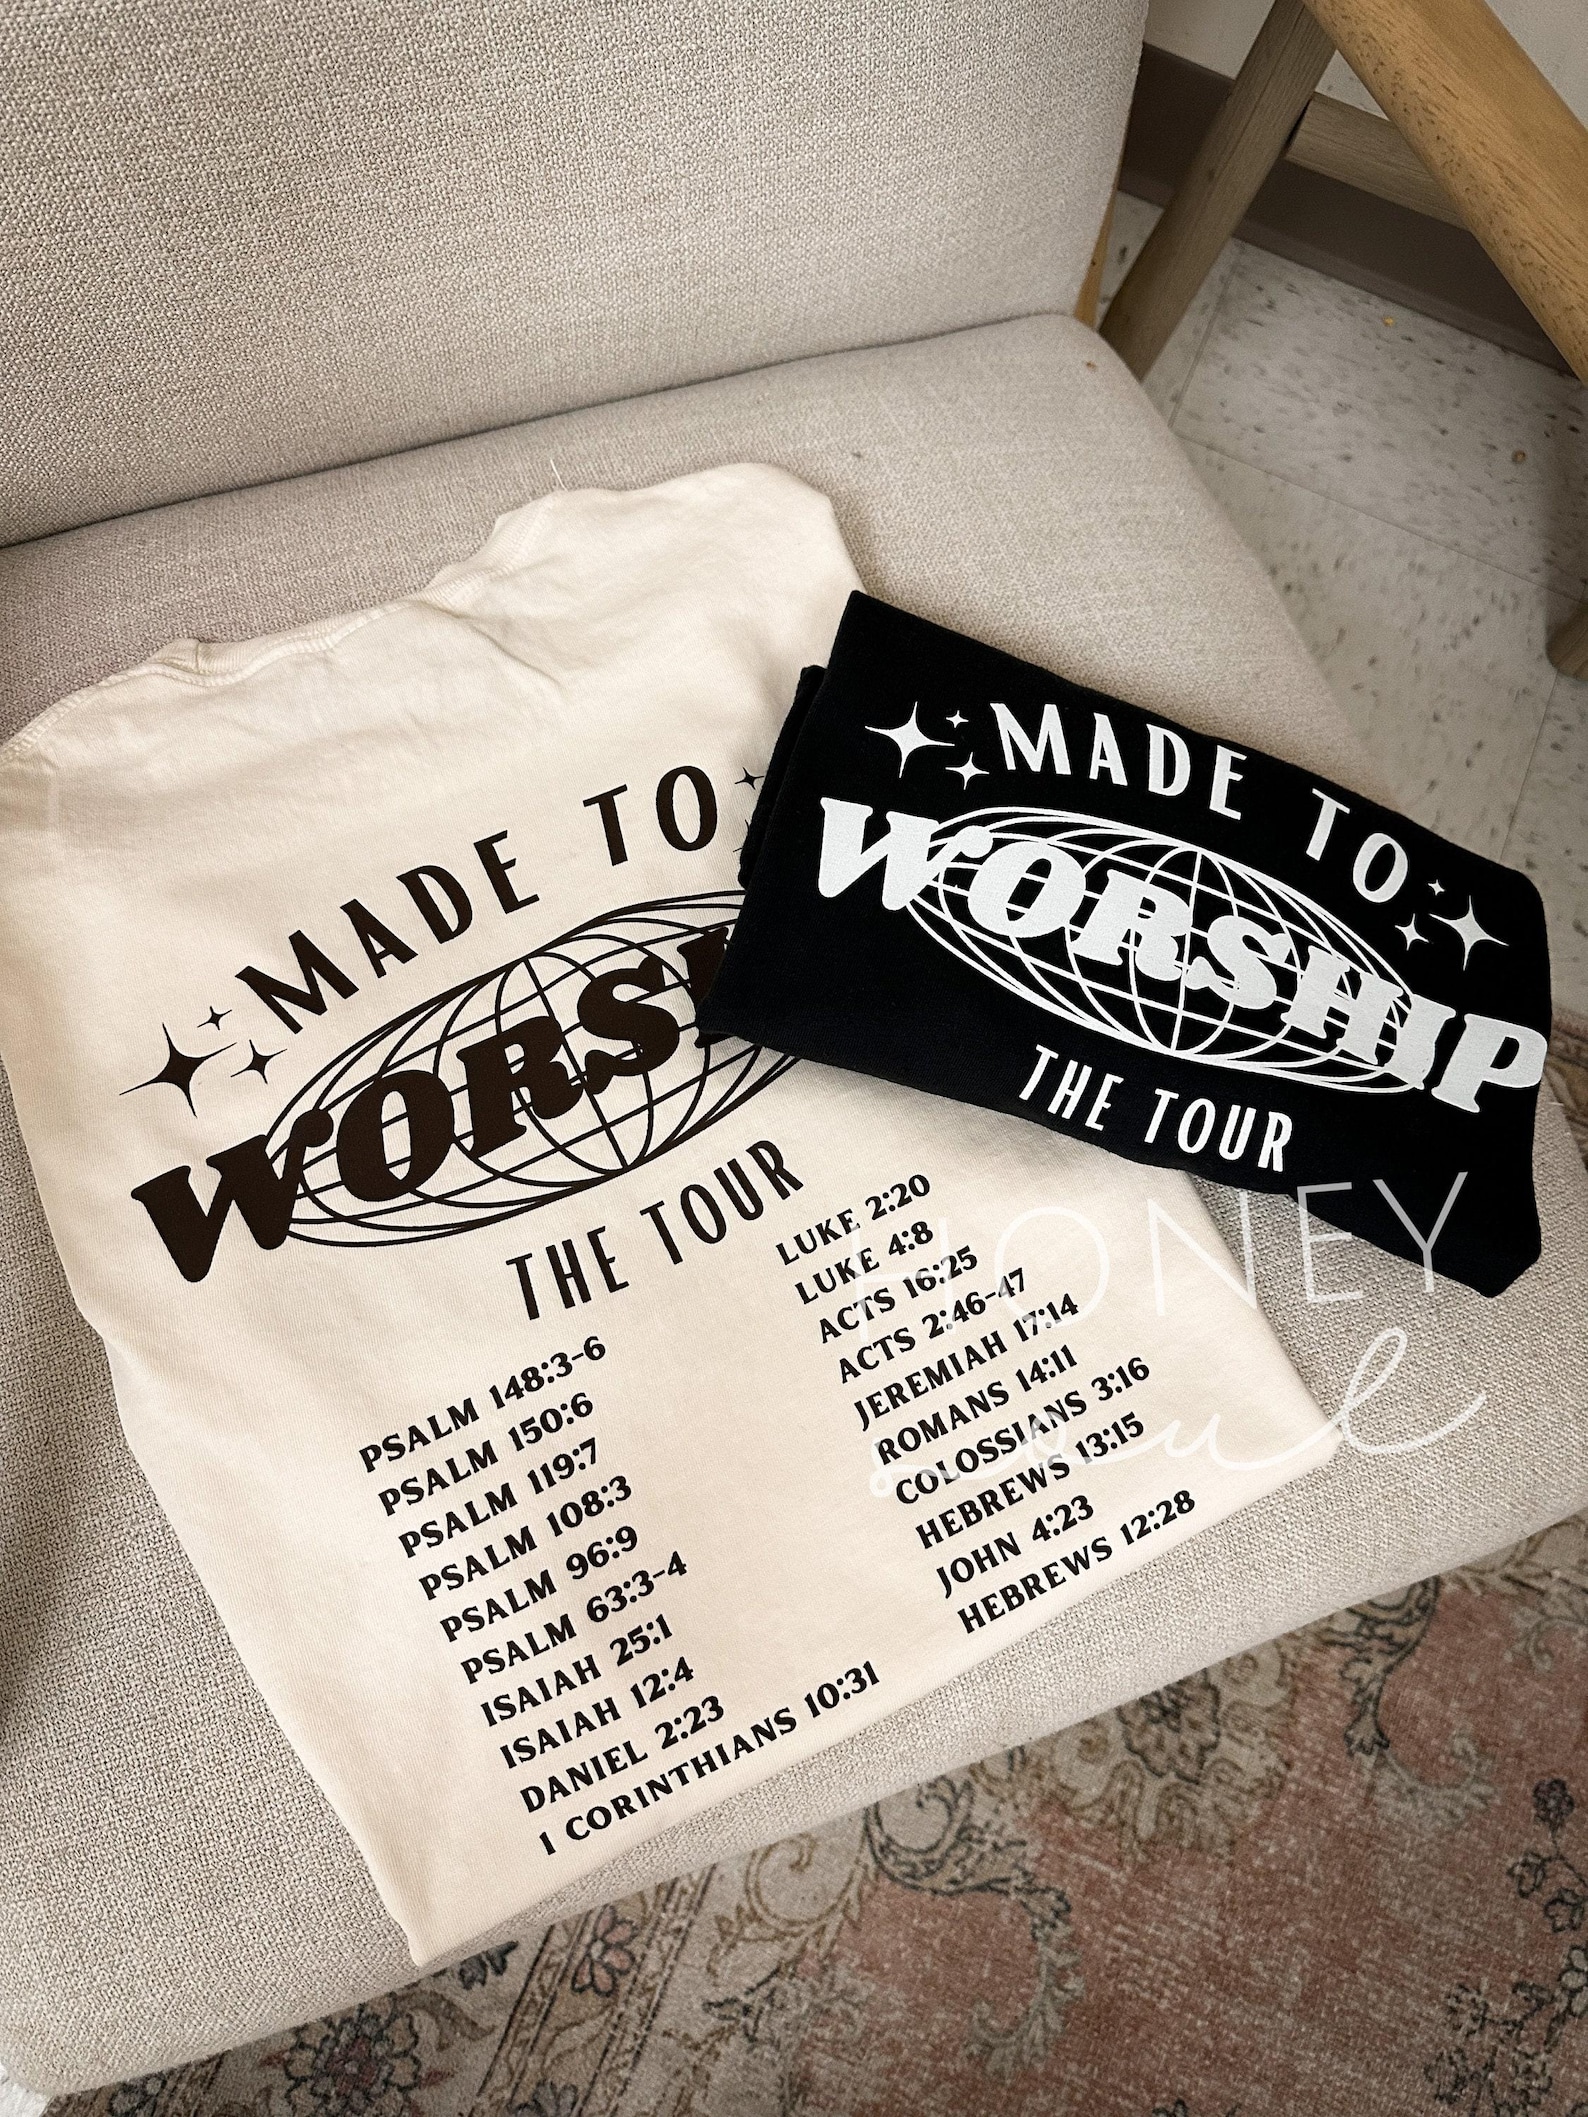 MADE TO
WORSHIP
THE TOUR
PSALM 148:3-6
PSALM 150:6
PSALM 119:7
PSALM 108:3
PSALM 96:9
PSALM 63:3-4
ISAIAH 25:1
ISAIAH 12:4
DANIEL 2:23
1 CORINTHIANS 10:31
LUKE 2:20
LUKE 4:8
ACTS 16:25
ACTS 2:46-47
JEREMIAH 17:14
ROMANS 14:11
COLOSSIANS 3:16
HEBREWS 13:15
JOHN 4:23
HEBREWS 12:28
MADE TO
WORSHIP
THE TOUR
HONEY
soul